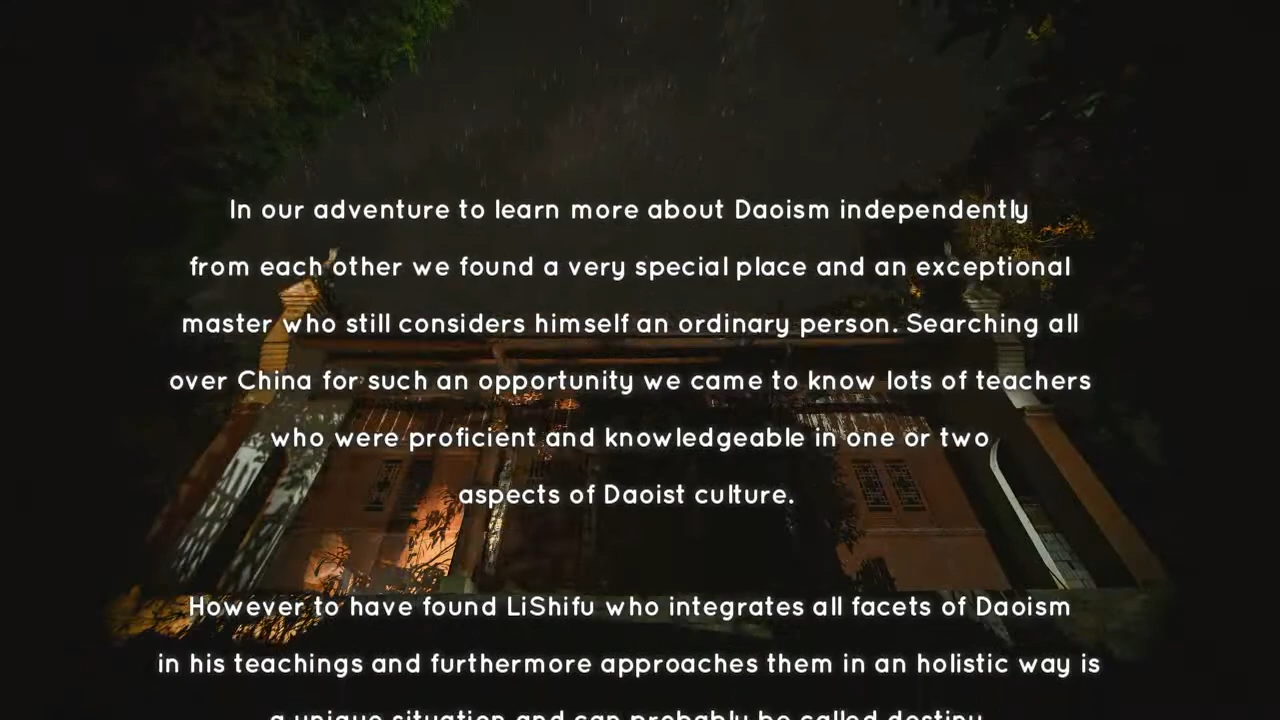 In our adventure to learn more about Daoism independently
from each other we found a very special place and an exceptional
master who still considers himself an ordinary person. Searching all
over China for such an opportunity we came to know lots of teachers
who were proficient and knowledgeable in one or two
aspects of Daoist culture.
However to have found LiShifu who integrates all facets of Daoism
in his teachings and furthermore approaches them in an holistic way is
a unique situation and can probably be called destiny.